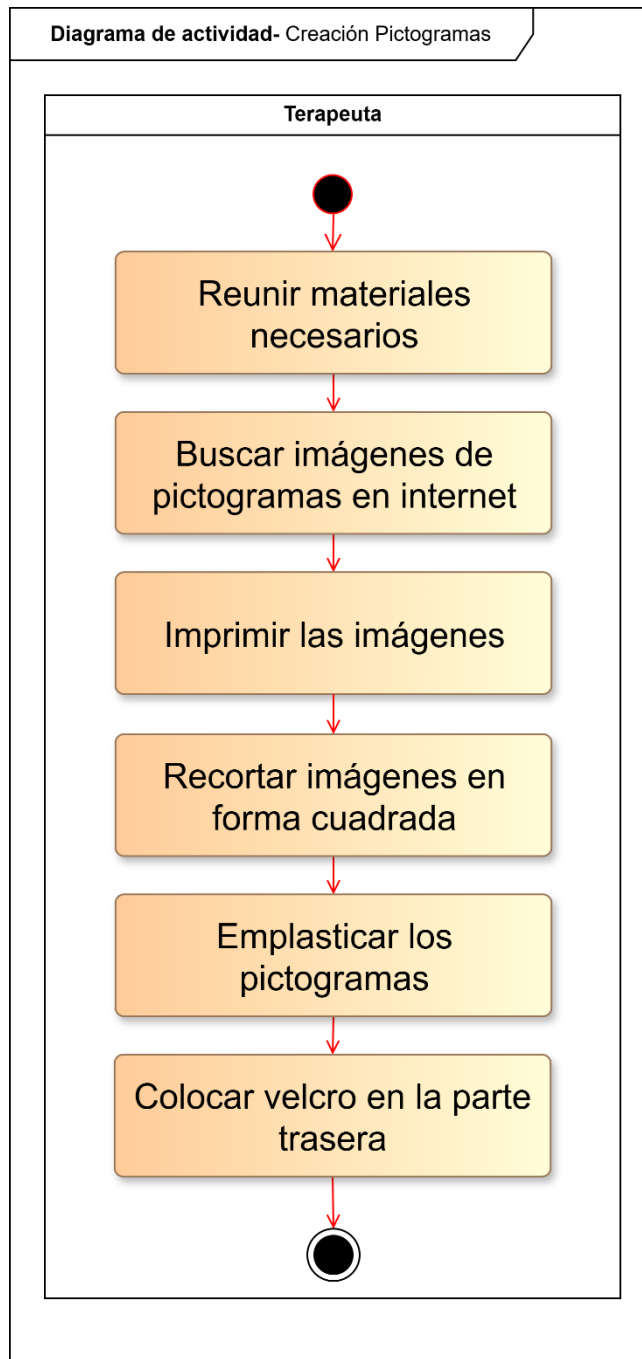 Diagrama de actividad- Creación Pictogramas
Terapeuta
Reunir materiales
necesarios
Buscar imágenes de
pictogramas en internet
Imprimir las imágenes
Recortar imágenes en
forma cuadrada
Emplasticar los
pictogramas
Colocar velcro en la parte
trasera